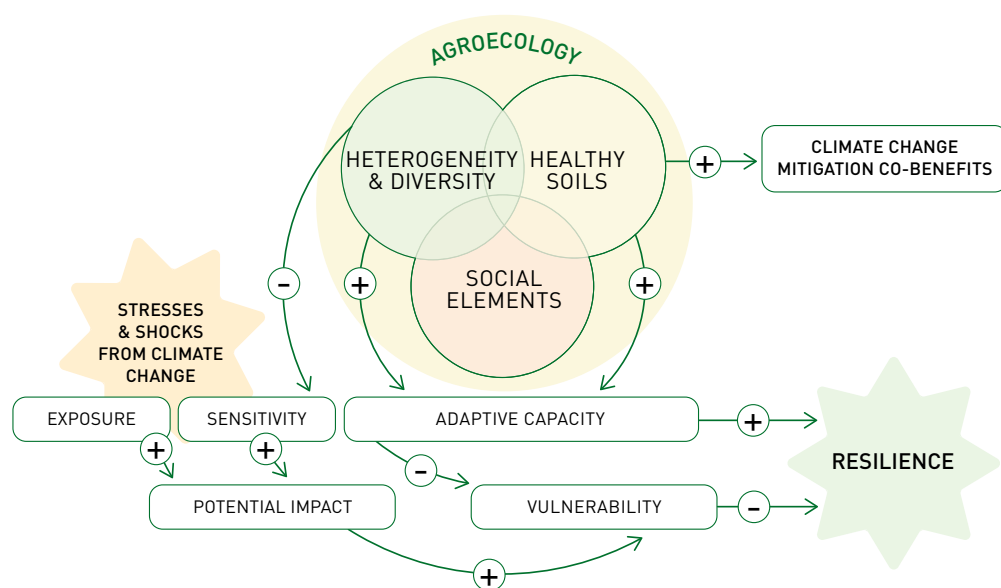 AGROECOLOGY
HETEROGENEITY
& DIVERSITY
HEALTHY
SOILS
+
CLIMATE CHANGE
MITIGATION CO-BENEFITS
SOCIAL
ELEMENTS
-
+
+
STRESSES
& SHOCKS
FROM CLIMATE
CHANGE
EXPOSURE
SENSITIVITY
ADAPTIVE CAPACITY
+
RESILIENCE
+
+
-
POTENTIAL IMPACT
VULNERABILITY
-
+